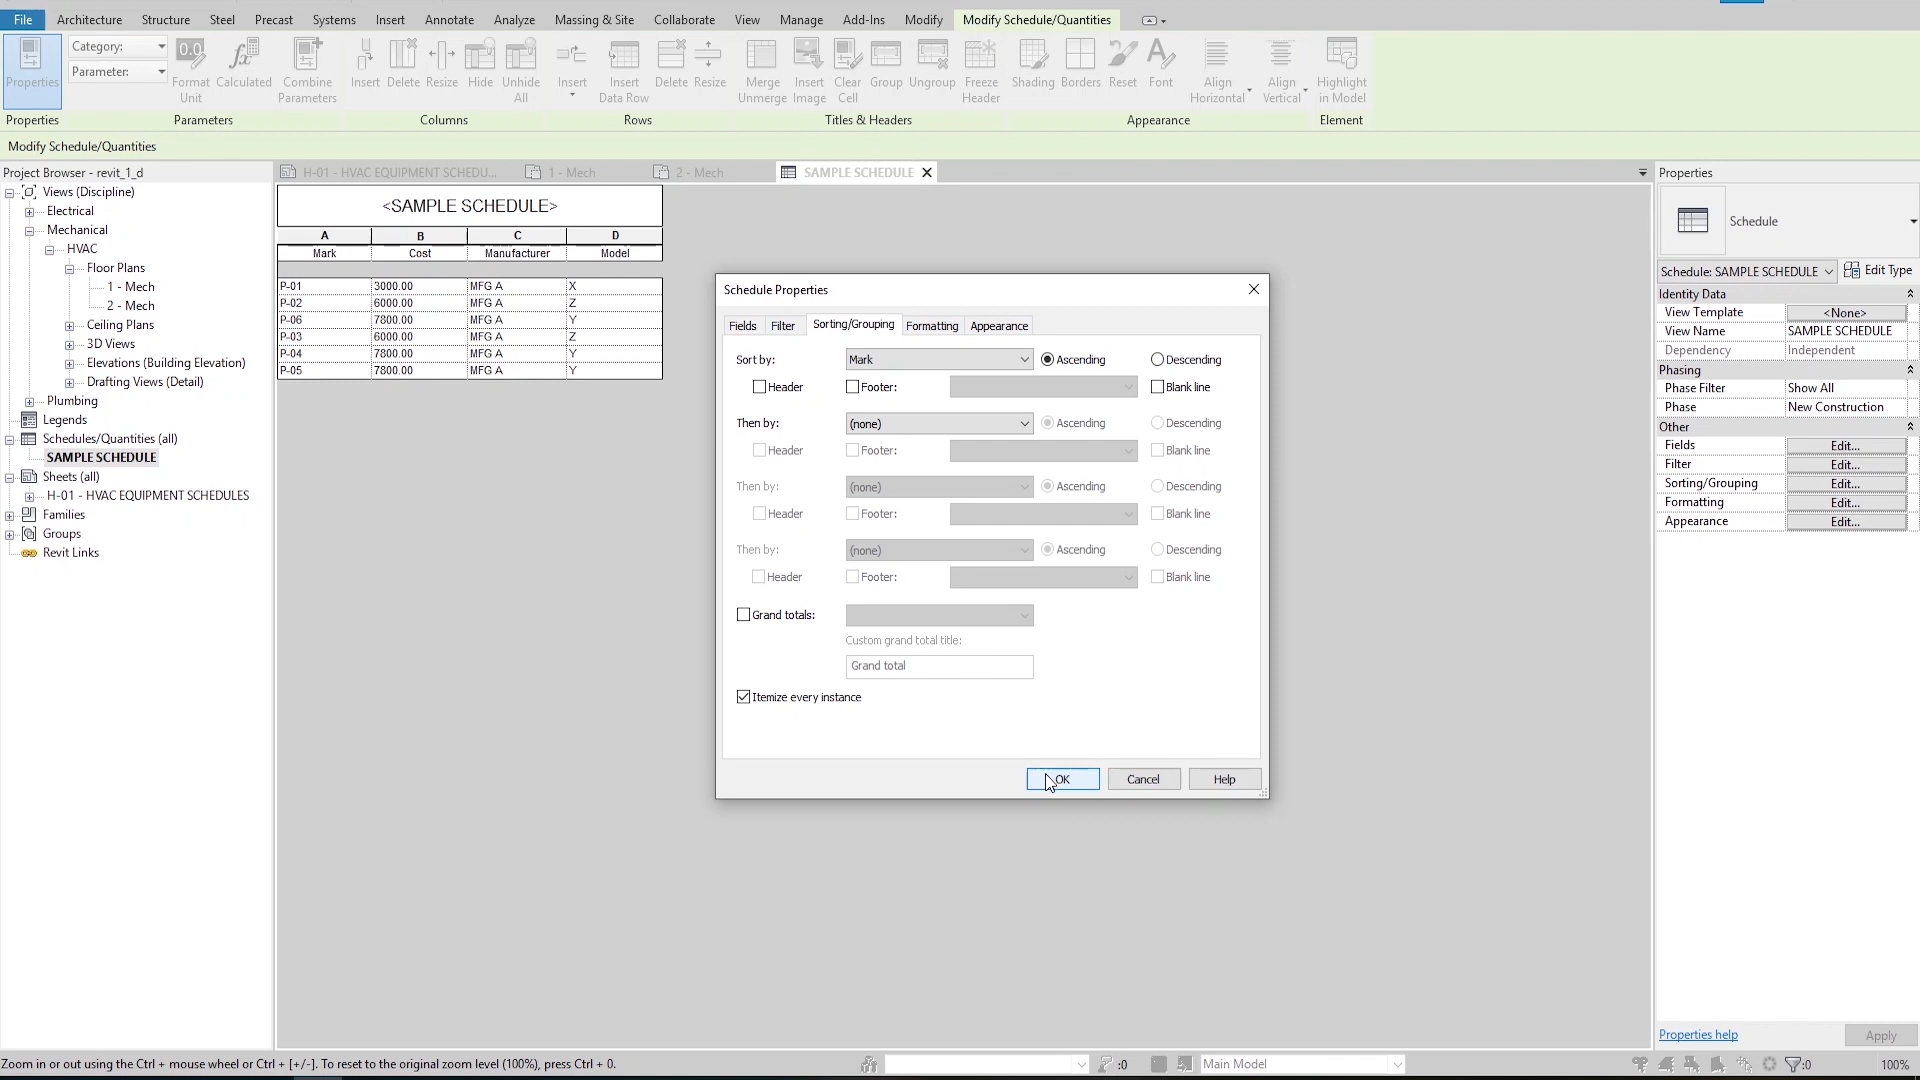 File Architecture Structure Steel Precast Systems Insert Annotate Analyze Massing & Site Collaborate View Manage Add-Ins Modify Modify Schedule/Quantities
Properties
Category:
Parameter:
Format Unit
Calculated
Combine Parameters
Insert Delete Resize Hide Unhide All
Insert
Insert Data Row
Delete Resize
Merge Unmerge
Insert Image
Clear Cell
Group Ungroup
Freeze Header
Shading Borders Reset Font
Align Horizontal
Align Vertical
Highlight in Model
Properties Parameters Columns Rows Titles & Headers Appearance Element
Modify Schedule/Quantities
Project Browser - revit_1_d
Views (Discipline)
Electrical
Mechanical
HVAC
Floor Plans
1 - Mech
2 - Mech
Ceiling Plans
3D Views
Elevations (Building Elevation)
Drafting Views (Detail)
Plumbing
Legends
Schedules/Quantities (all)
SAMPLE SCHEDULE
Sheets (all)
H-01 - HVAC EQUIPMENT SCHEDULES
Families
Groups
Revit Links
H-01 - HVAC EQUIPMENT SCHEDU... 1 - Mech 2 - Mech SAMPLE SCHEDULE
<SAMPLE SCHEDULE>
A B C D
Mark Cost Manufacturer Model
P-01 3000.00 MFG A X
P-02 6000.00 MFG A Z
P-06 7800.00 MFG A Y
P-03 6000.00 MFG A Z
P-04 7800.00 MFG A Y
P-05 7800.00 MFG A Y
Schedule Properties
Fields Filter Sorting/Grouping Formatting Appearance
Sort by: Mark Ascending Descending
Header Footer: Blank line
Then by: (none) Ascending Descending
Header Footer: Blank line
Then by: (none) Ascending Descending
Header Footer: Blank line
Then by: (none) Ascending Descending
Header Footer: Blank line
Grand totals:
Custom grand total title:
Grand total
Itemize every instance
OK Cancel Help
Properties
Schedule
Schedule: SAMPLE SCHEDULE Edit Type
Identity Data
View Template <None>
View Name SAMPLE SCHEDULE
Dependency Independent
Phasing
Phase Filter Show All
Phase New Construction
Other
Fields Edit...
Filter Edit...
Sorting/Grouping Edit...
Formatting Edit...
Appearance Edit...
Properties help Apply
Zoom in or out using the Ctrl + mouse wheel or Ctrl + [+/-]. To reset to the original zoom level (100%), press Ctrl + 0.
:0 Main Model :0 100%